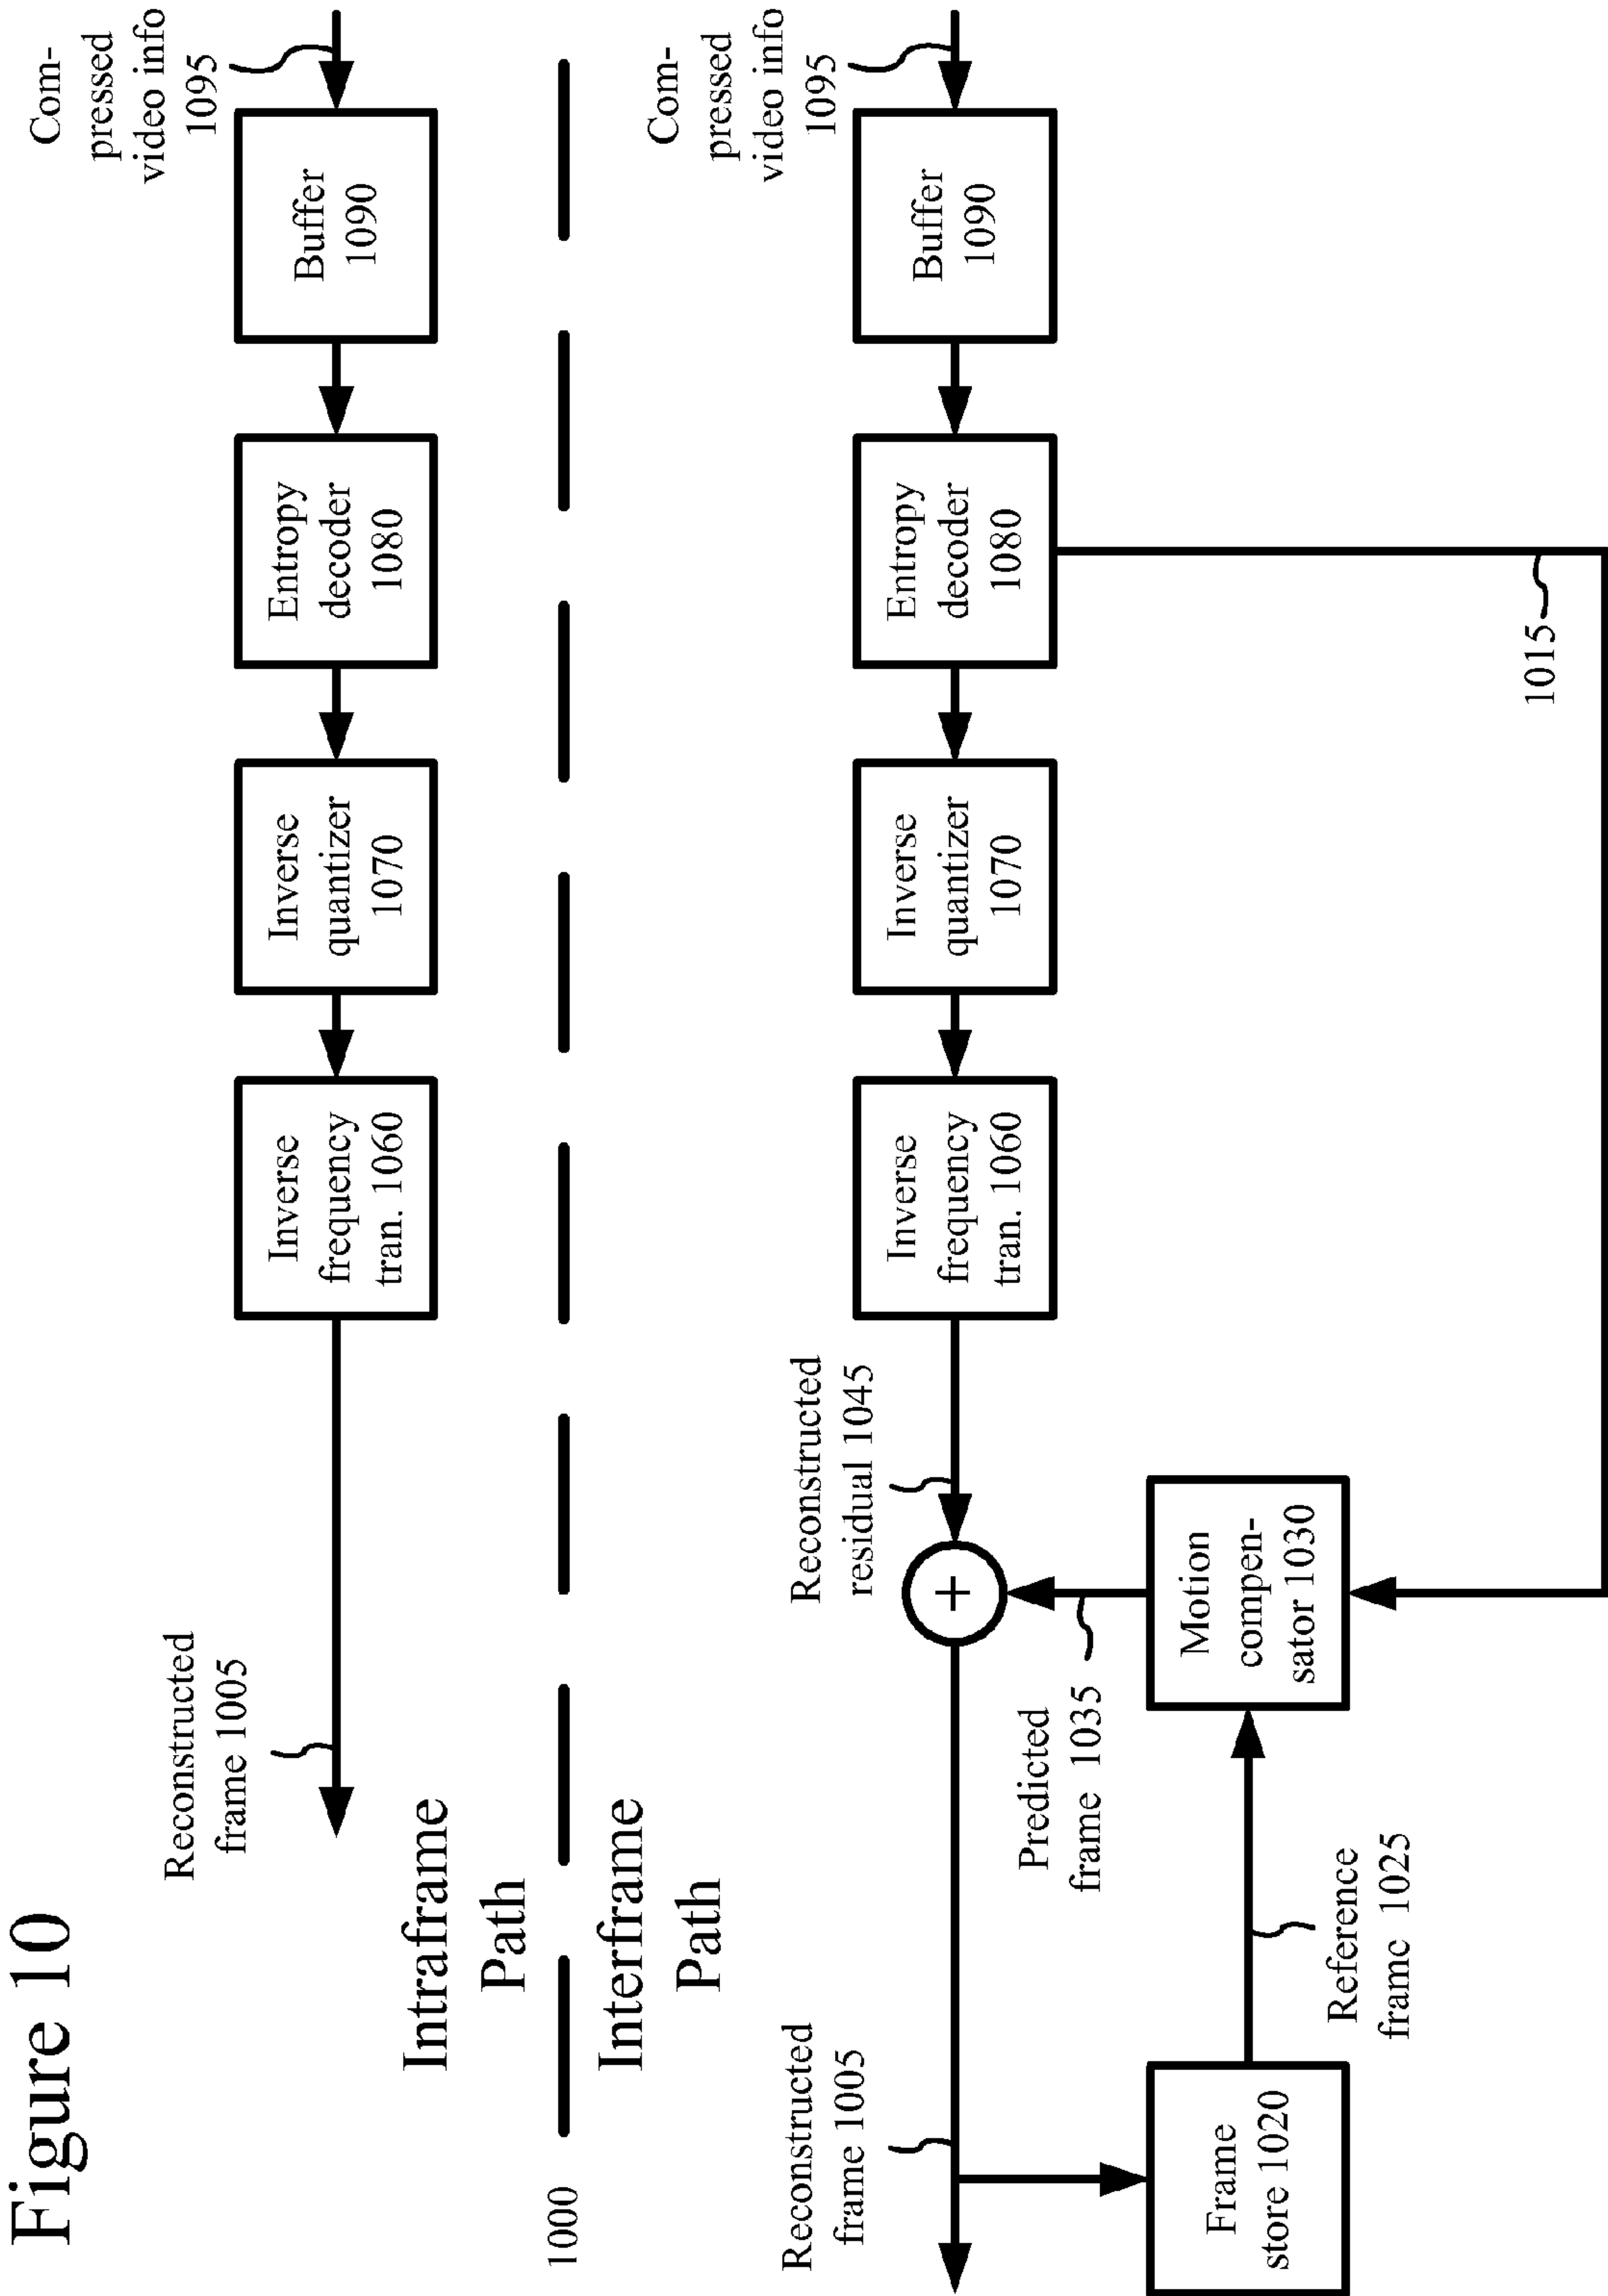 Figure 10
Reconstructed
frame 1005
Inverse
frequency
tran. 1060
Inverse
quantizer
1070
Entropy
decoder
1080
Buffer
1090
Com-
pressed
video info
1095
Intraframe
Path
1000
Interframe
Path
Reconstructed
frame 1005
Reconstructed
residual 1045
+
Inverse
frequency
tran. 1060
Inverse
quantizer
1070
Entropy
decoder
1080
Buffer
1090
Com-
pressed
video info
1095
Predicted
frame 1035
Frame
store 1020
Reference
frame 1025
Motion
compen-
sator 1030
1015